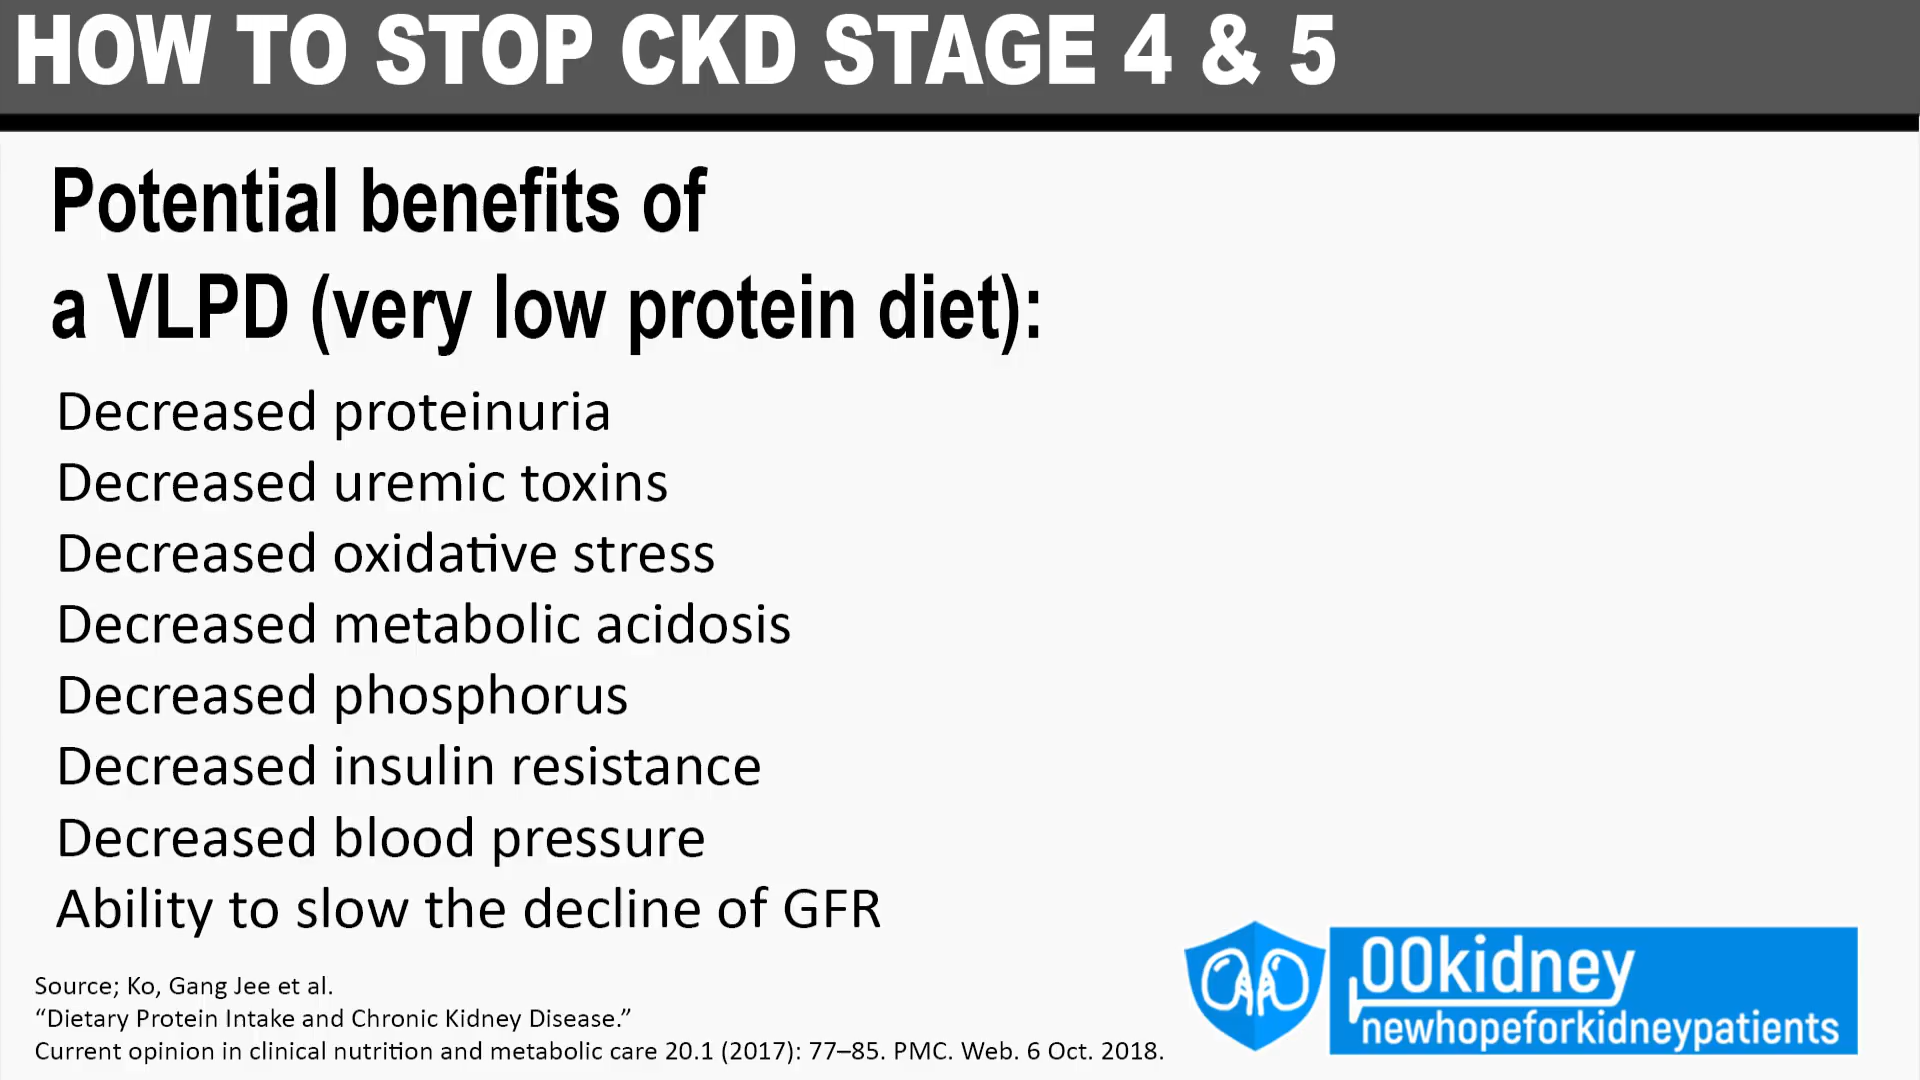 HOW TO STOP CKD STAGE 4 & 5
Potential benefits of
a VLPD (very low protein diet):
Decreased proteinuria
Decreased uremic toxins
Decreased oxidative stress
Decreased metabolic acidosis
Decreased phosphorus
Decreased insulin resistance
Decreased blood pressure
Ability to slow the decline of GFR
Source; Ko, Gang Jee et al.
“Dietary Protein Intake and Chronic Kidney Disease.”
Current opinion in clinical nutrition and metabolic care 20.1 (2017): 77–85. PMC. Web. 6 Oct. 2018.
00kidney
newhopeforkidneypatients